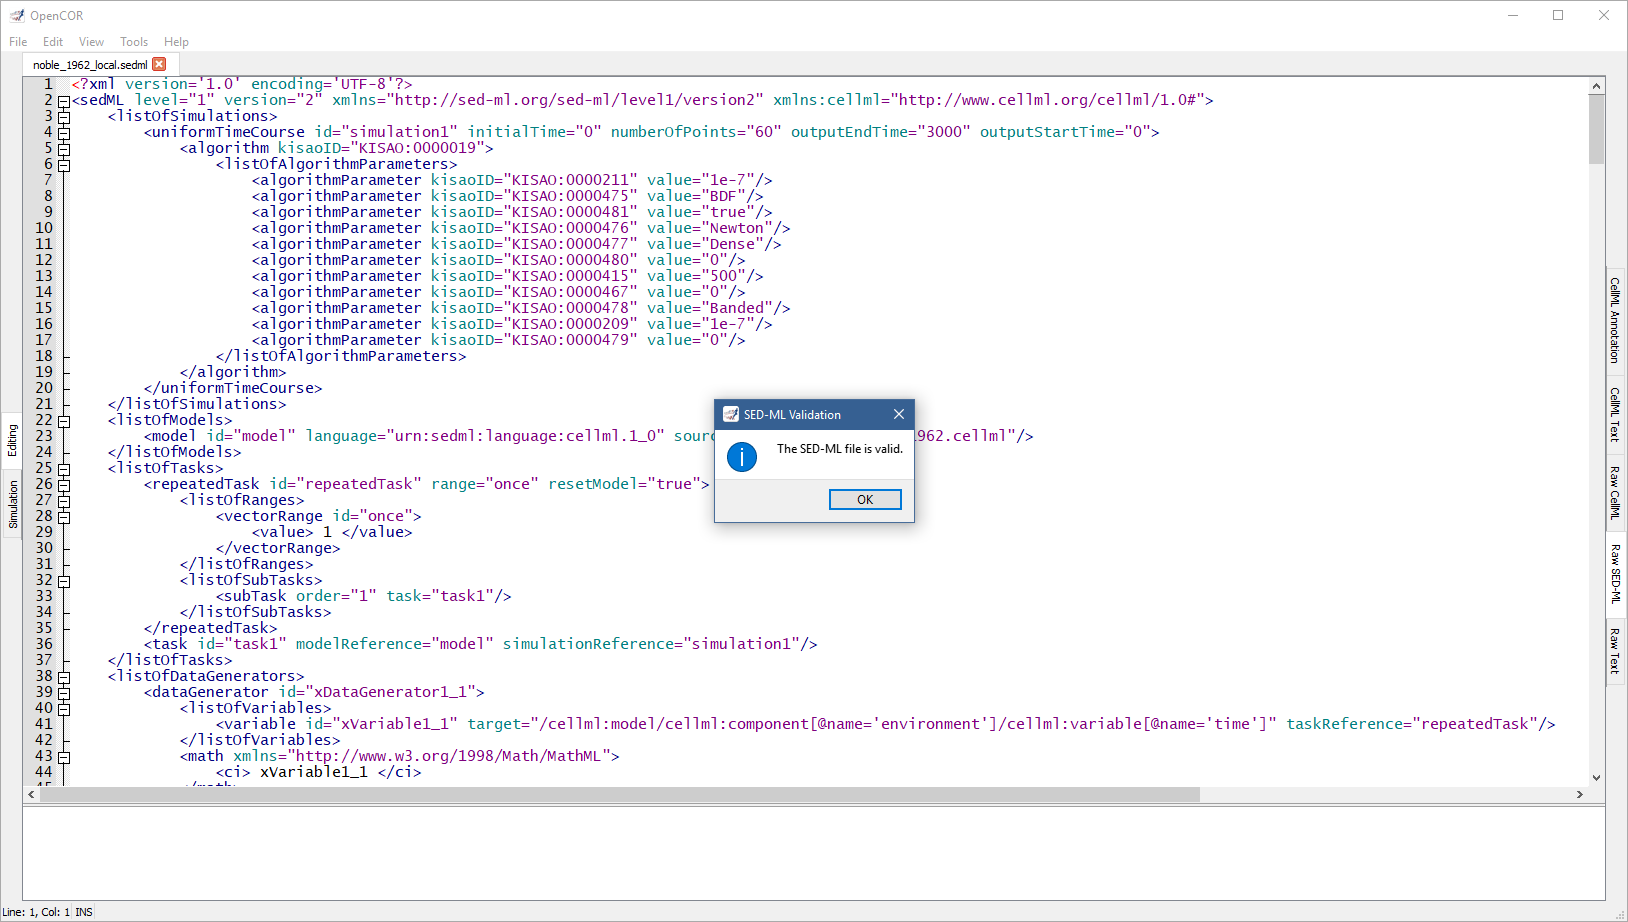 OpenCOR
File Edit View Tools Help
noble_1962_local.sedml
1 <?xml version='1.0' encoding='UTF-8'?>
2 <sedML level="1" version="2" xmlns="http://sed-ml.org/sed-ml/level1/version2" xmlns:cellml="http://www.cellml.org/cellml/1.0#">
3 <listOfSimulations>
4 <uniformTimeCourse id="simulation1" initialTime="0" numberOfPoints="60" outputEndTime="3000" outputStartTime="0">
5 <algorithm kisaoID="KISAO:0000019">
6 <listOfAlgorithmParameters>
7 <algorithmParameter kisaoID="KISAO:0000211" value="1e-7"/>
8 <algorithmParameter kisaoID="KISAO:0000475" value="BDF"/>
9 <algorithmParameter kisaoID="KISAO:0000481" value="true"/>
10 <algorithmParameter kisaoID="KISAO:0000476" value="Newton"/>
11 <algorithmParameter kisaoID="KISAO:0000477" value="Dense"/>
12 <algorithmParameter kisaoID="KISAO:0000480" value="0"/>
13 <algorithmParameter kisaoID="KISAO:0000415" value="500"/>
14 <algorithmParameter kisaoID="KISAO:0000467" value="0"/>
15 <algorithmParameter kisaoID="KISAO:0000478" value="Banded"/>
16 <algorithmParameter kisaoID="KISAO:0000209" value="1e-7"/>
17 <algorithmParameter kisaoID="KISAO:0000479" value="0"/>
18 </listOfAlgorithmParameters>
19 </algorithm>
20 </uniformTimeCourse>
21 </listOfSimulations>
22 <listOfModels>
23 <model id="model" language="urn:sedml:language:cellml.1_0" sourc 962.cellml"/>
24 </listOfModels>
25 <listOfTasks>
26 <repeatedTask id="repeatedTask" range="once" resetModel="true">
27 <listOfRanges>
28 <vectorRange id="once">
29 <value> 1 </value>
30 </vectorRange>
31 </listOfRanges>
32 <listOfSubTasks>
33 <subTask order="1" task="task1"/>
34 </listOfSubTasks>
35 </repeatedTask>
36 <task id="task1" modelReference="model" simulationReference="simulation1"/>
37 </listOfTasks>
38 <listOfDataGenerators>
39 <dataGenerator id="xDataGenerator1_1">
40 <listOfVariables>
41 <variable id="xVariable1_1" target="/cellml:model/cellml:component[@name='environment']/cellml:variable[@name='time']" taskReference="repeatedTask"/>
42 </listOfVariables>
43 <math xmlns="http://www.w3.org/1998/Math/MathML">
44 <ci> xVariable1_1 </ci>
SED-ML Validation
The SED-ML file is valid.
OK
Editing
Simulation
CellML Annotation
CellML Text
Raw CellML
Raw SED-ML
Raw Text
Line: 1, Col: 1 INS